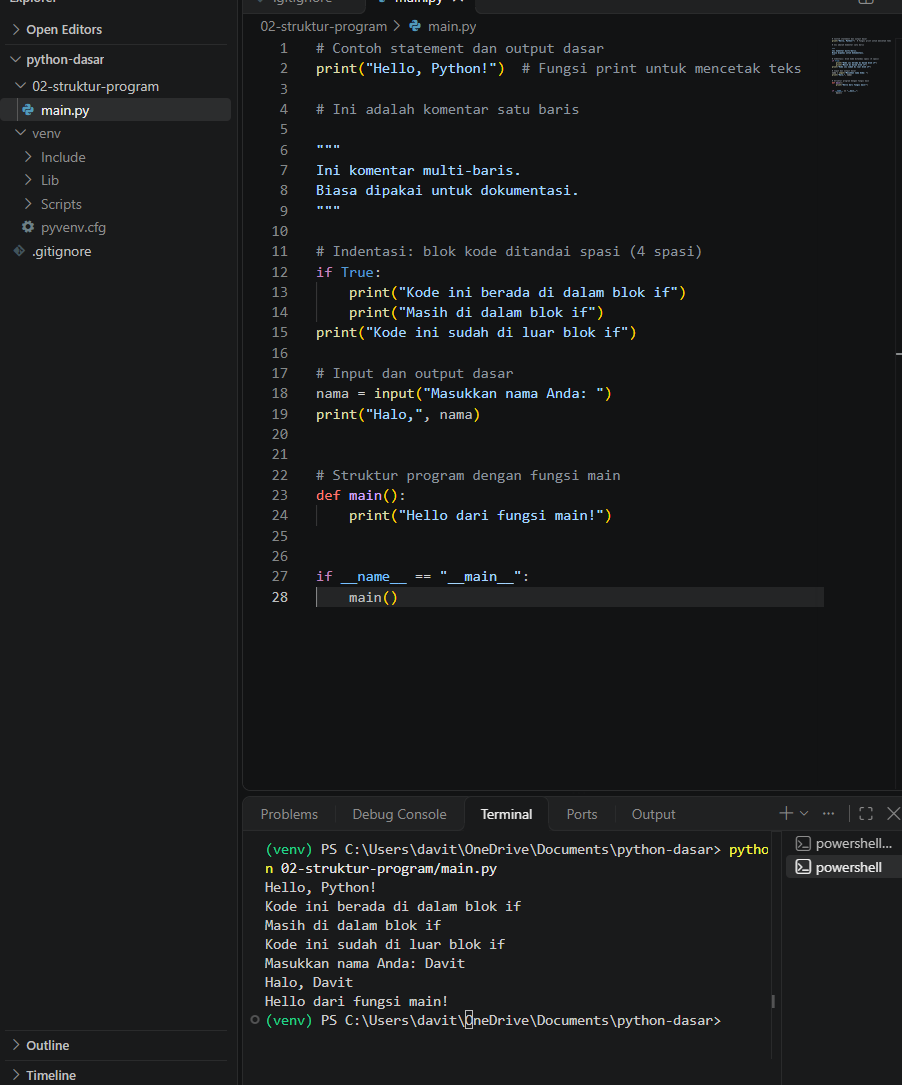 Open Editors
python-dasar
02-struktur-program
main.py
venv
Include
Lib
Scripts
pyvenv.cfg
.gitignore
Outline
Timeline
main.py
02-struktur-program > main.py
1 # Contoh statement dan output dasar
2 print("Hello, Python!")  # Fungsi print untuk mencetak teks
3
4 # Ini adalah komentar satu baris
5
6 """
7 Ini komentar multi-baris.
8 Biasa dipakai untuk dokumentasi.
9 """
10
11 # Indentasi: blok kode ditandai spasi (4 spasi)
12 if True:
13     print("Kode ini berada di dalam blok if")
14     print("Masih di dalam blok if")
15 print("Kode ini sudah di luar blok if")
16
17 # Input dan output dasar
18 nama = input("Masukkan nama Anda: ")
19 print("Halo,", nama)
20
21
22 # Struktur program dengan fungsi main
23 def main():
24     print("Hello dari fungsi main!")
25
26
27 if __name__ == "__main__":
28     main()
Problems Debug Console Terminal Ports Output
(venv) PS C:\Users\davit\OneDrive\Documents\python-dasar> pytho
n 02-struktur-program/main.py
Hello, Python!
Kode ini berada di dalam blok if
Masih di dalam blok if
Kode ini sudah di luar blok if
Masukkan nama Anda: Davit
Halo, Davit
Hello dari fungsi main!
(venv) PS C:\Users\davit\OneDrive\Documents\python-dasar>
powershell...
powershell